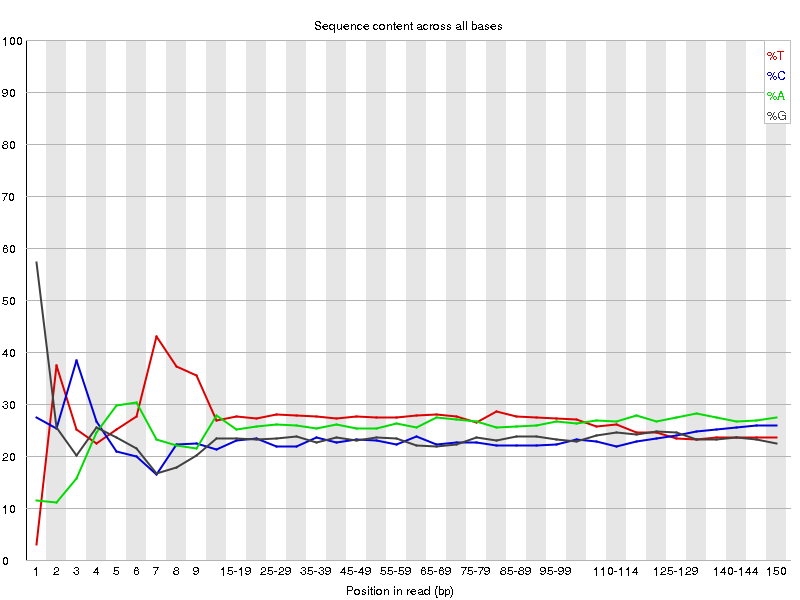 Sequence content across all bases
100
90
80
70
60
50
40
30
20
10
0
%T
%C
%A
%G
1 2 3 4 5 6 7 8 9 15-19 25-29 35-39 45-49 55-59 65-69 75-79 85-89 95-99 110-114 125-129 140-144 150
Position in read (bp)